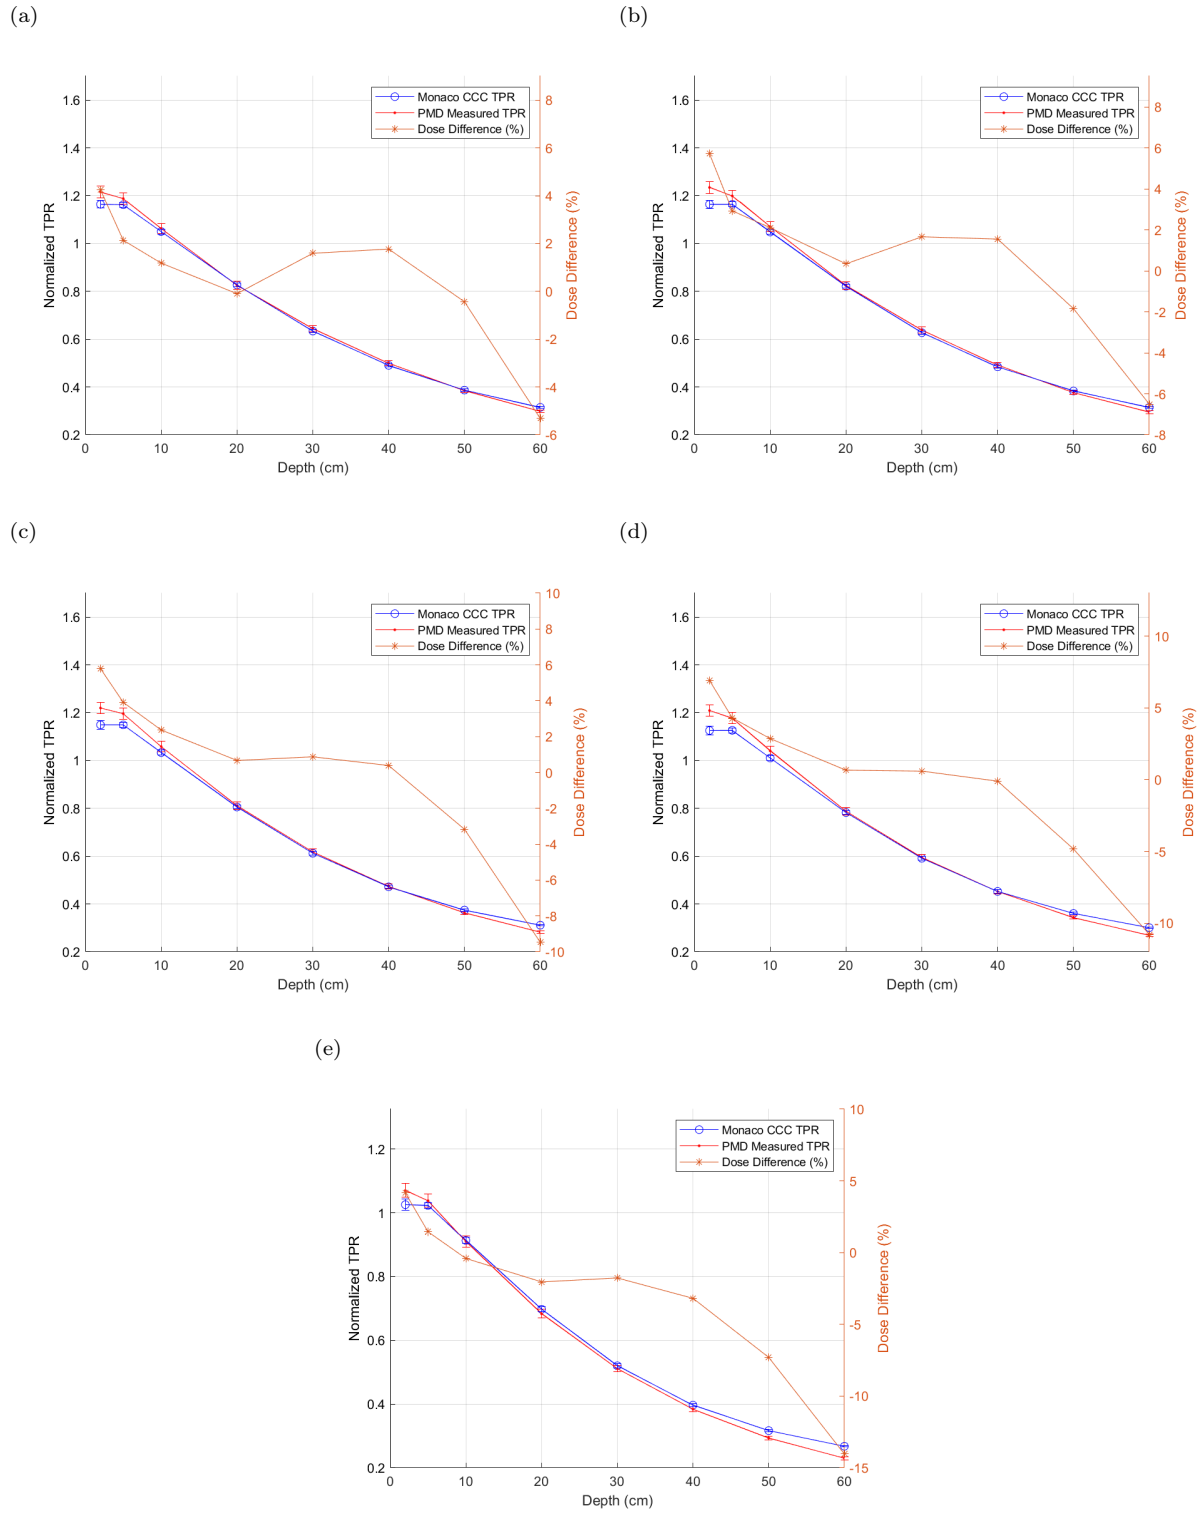 (a)
Monaco CCC TPR
PMD Measured TPR
Dose Difference (%)
Normalized TPR
1.6
1.4
1.2
1
0.8
0.6
0.4
0.2
8
6
4
2
0
-2
-4
-6
Dose Difference (%)
0 10 20 30 40 50 60
Depth (cm)
(b)
Monaco CCC TPR
PMD Measured TPR
Dose Difference (%)
Normalized TPR
1.6
1.4
1.2
1
0.8
0.6
0.4
0.2
8
6
4
2
0
-2
-4
-6
-8
Dose Difference (%)
0 10 20 30 40 50 60
Depth (cm)
(c)
Monaco CCC TPR
PMD Measured TPR
Dose Difference (%)
Normalized TPR
1.6
1.4
1.2
1
0.8
0.6
0.4
0.2
10
8
6
4
2
0
-2
-4
-6
-8
-10
Dose Difference (%)
0 10 20 30 40 50 60
Depth (cm)
(d)
Monaco CCC TPR
PMD Measured TPR
Dose Difference (%)
Normalized TPR
1.6
1.4
1.2
1
0.8
0.6
0.4
0.2
10
5
0
-5
-10
Dose Difference (%)
0 10 20 30 40 50 60
Depth (cm)
(e)
Monaco CCC TPR
PMD Measured TPR
Dose Difference (%)
Normalized TPR
1.2
1
0.8
0.6
0.4
0.2
10
5
0
-5
-10
-15
Dose Difference (%)
0 10 20 30 40 50 60
Depth (cm)